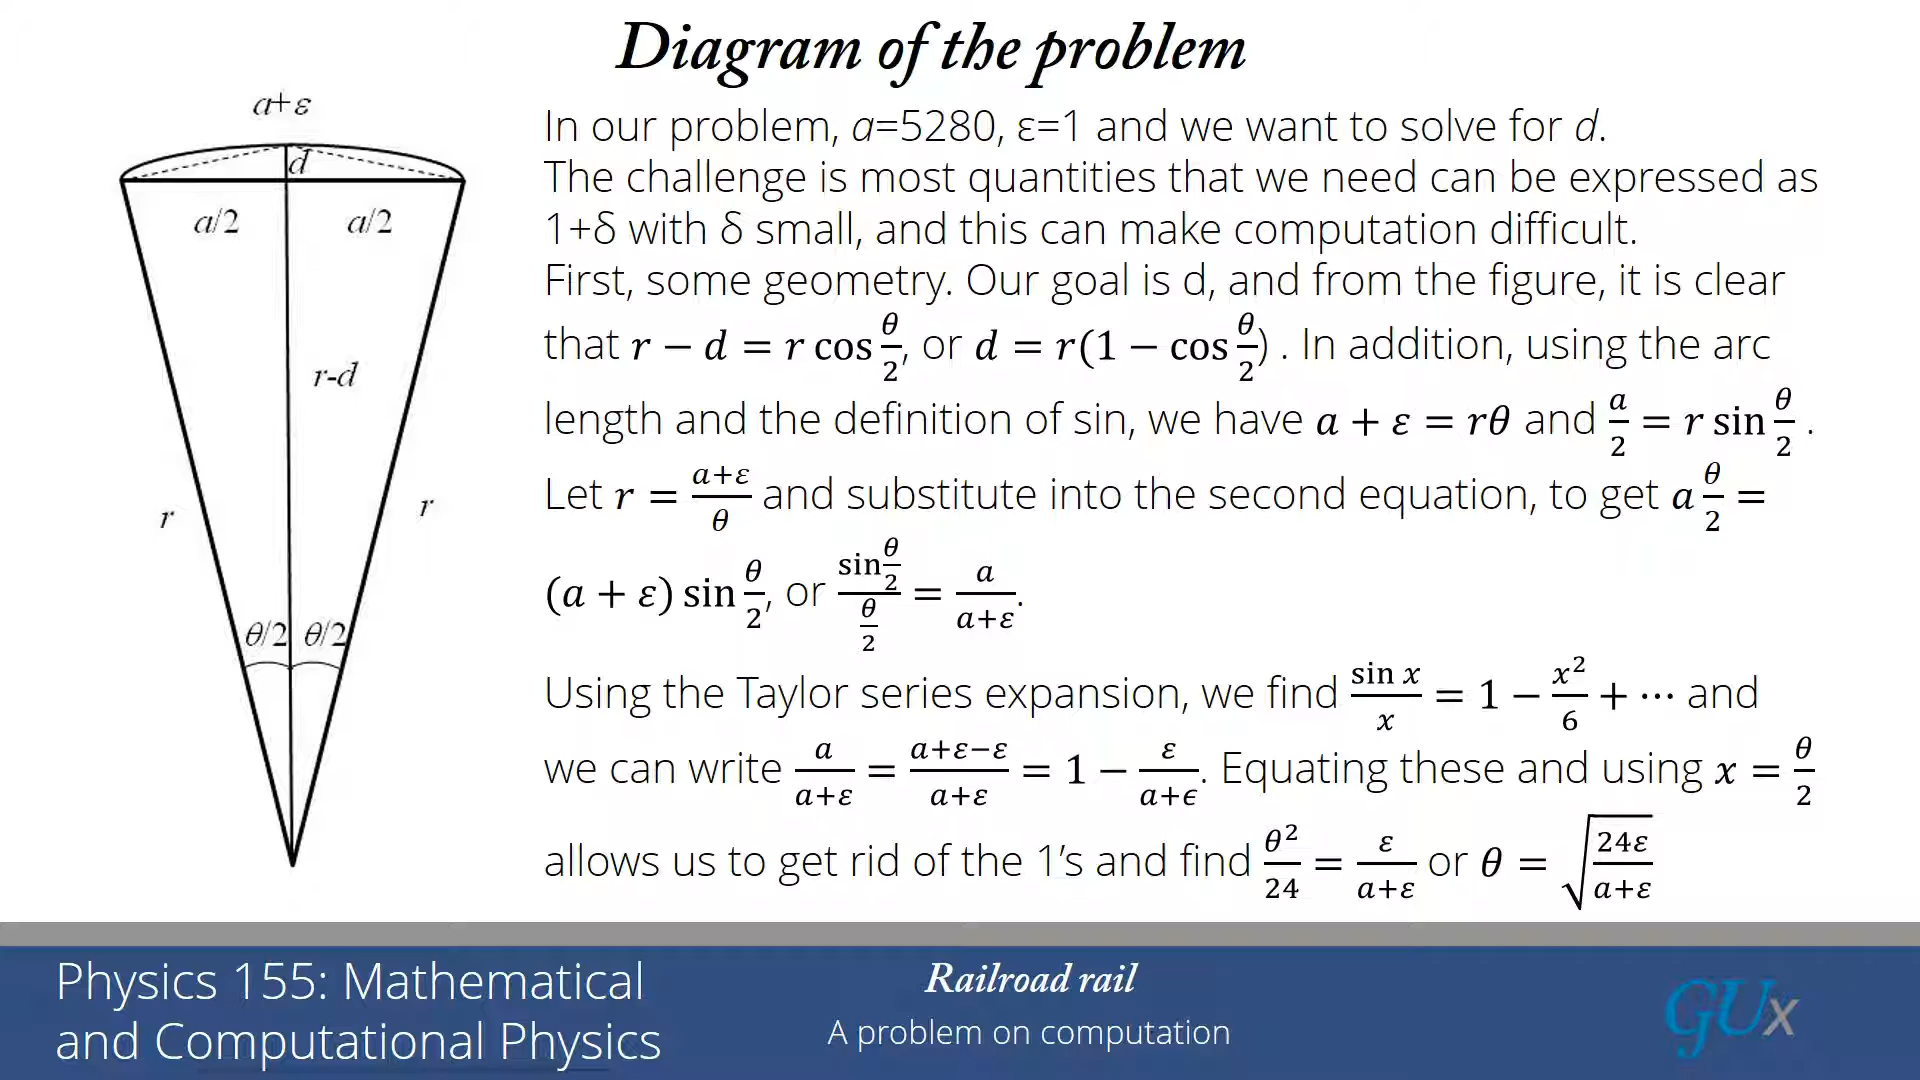 Diagram of the problem
a+ε
d
a/2 a/2
r-d
r r
θ/2 θ/2
In our problem, a=5280, ε=1 and we want to solve for d.
The challenge is most quantities that we need can be expressed as
1+δ with δ small, and this can make computation difficult.
First, some geometry. Our goal is d, and from the figure, it is clear
that r − d = r cos θ/2, or d = r(1 − cos θ/2) . In addition, using the arc
length and the definition of sin, we have a + ε = rθ and a/2 = r sin θ/2 .
Let r = a+ε/θ and substitute into the second equation, to get a θ/2 =
(a + ε) sin θ/2, or sin θ/2 / θ/2 = a/a+ε.
Using the Taylor series expansion, we find sin x/x = 1 − x²/6 + ⋯ and
we can write a/a+ε = a+ε−ε/a+ε = 1 − ε/a+ϵ. Equating these and using x = θ/2
allows us to get rid of the 1’s and find θ²/24 = ε/a+ε or θ = √24ε/a+ε
Physics 155: Mathematical
and Computational Physics
Railroad rail
A problem on computation
GUx